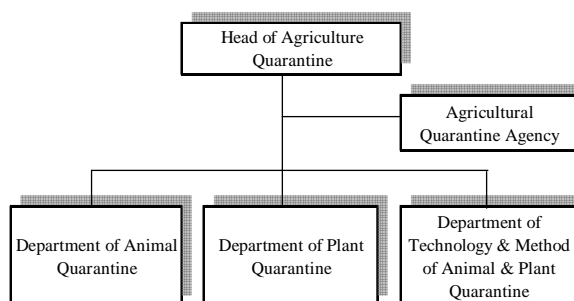 Head of Agriculture
Quarantine
Agricultural
Quarantine Agency
Department of Animal
Quarantine
Department of Plant
Quarantine
Department of
Technology & Method
of Animal & Plant
Quarantine